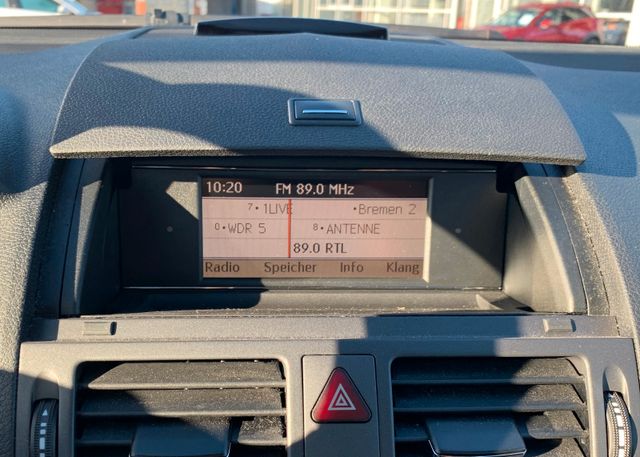 10:20 FM 89.0 MHz
7• 1LIVE •Bremen 2
0•WDR 5 8•ANTENNE
89.0 RTL
Radio Speicher Info Klang